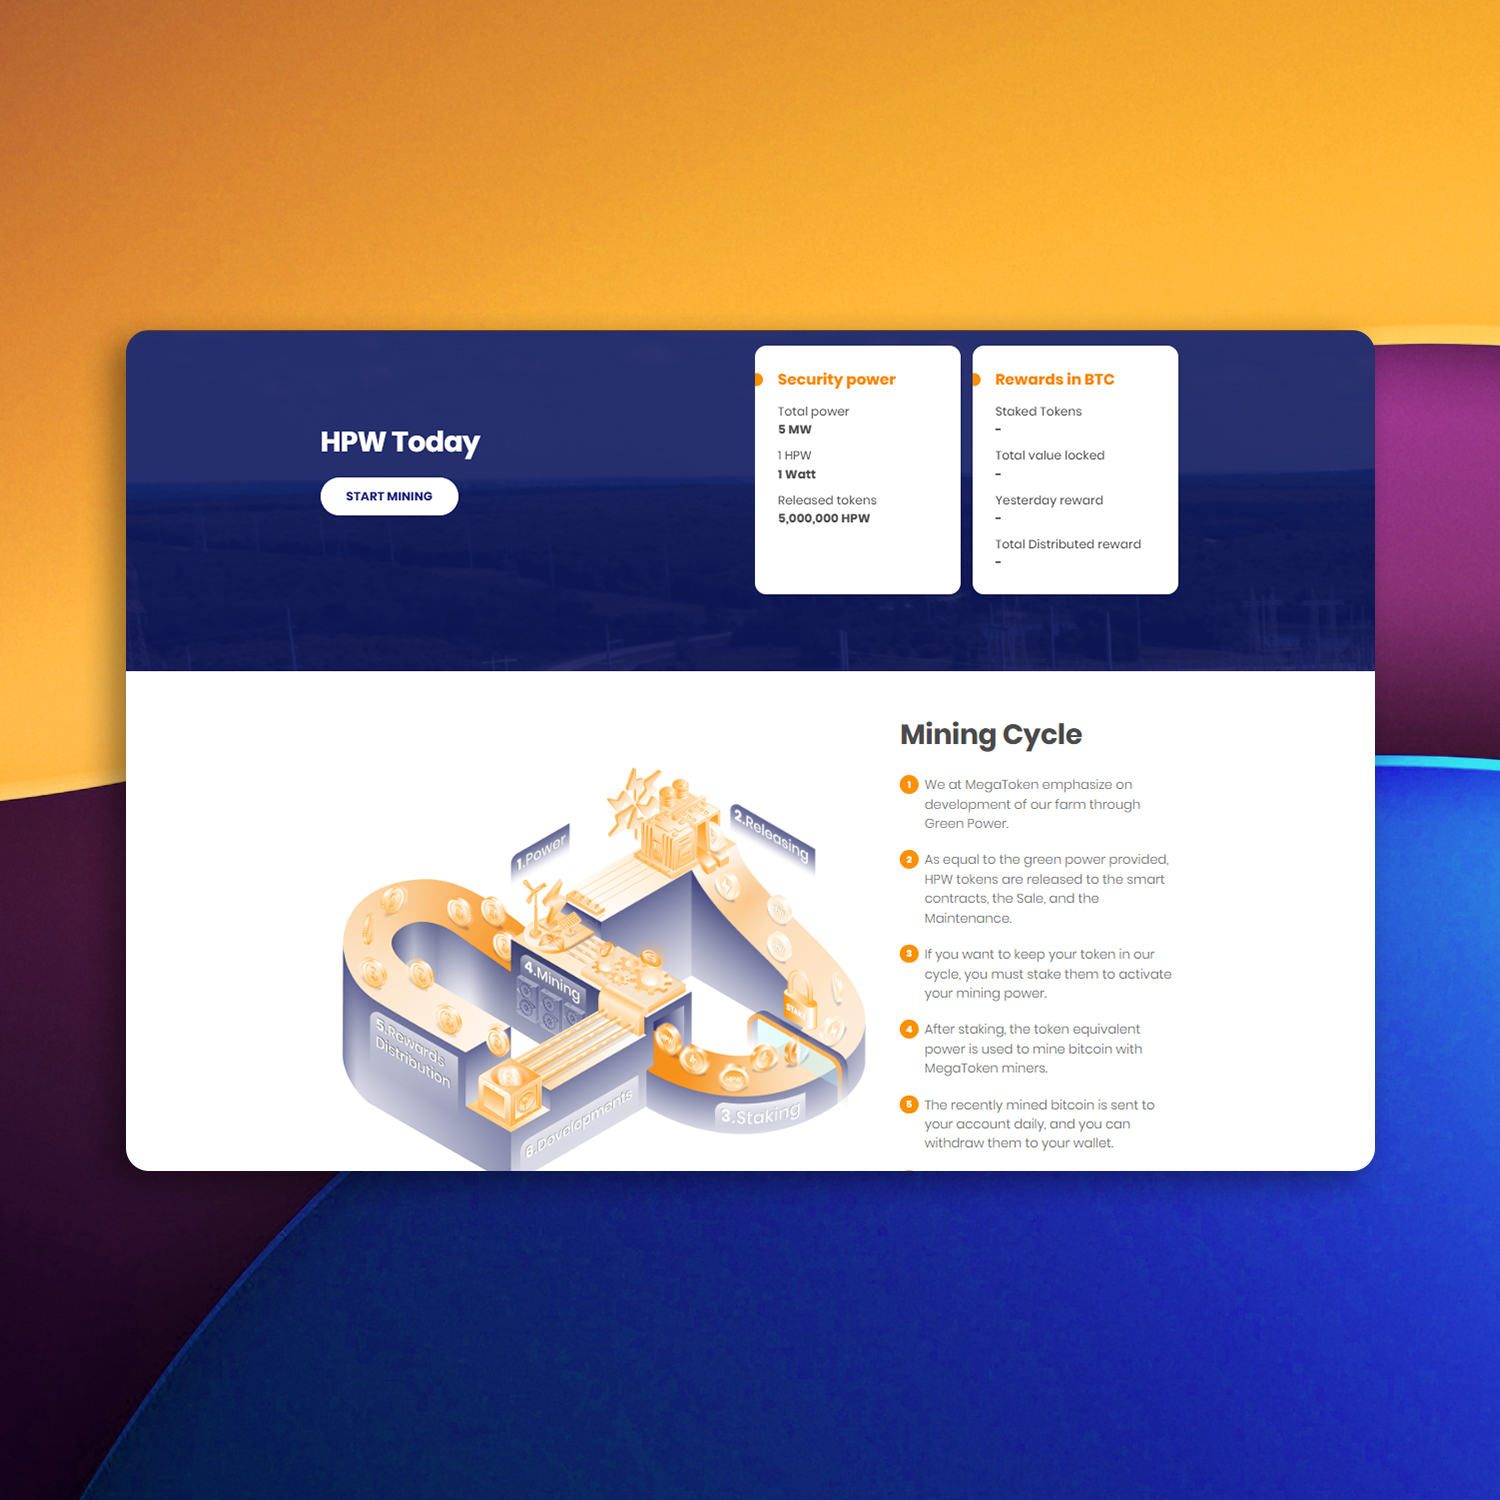 HPW Today
START MINING
Security power
Total power
5 MW
1 HPW
1 Watt
Released tokens
5,000,000 HPW
Rewards in BTC
Staked Tokens
-
Total value locked
-
Yesterday reward
-
Total Distributed reward
-
Mining Cycle
1 We at MegaToken emphasize on
development of our farm through
Green Power.
2 As equal to the green power provided,
HPW tokens are released to the smart
contracts, the Sale, and the
Maintenance.
3 If you want to keep your token in our
cycle, you must stake them to activate
your mining power.
4 After staking, the token equivalent
power is used to mine bitcoin with
MegaToken miners.
5 The recently mined bitcoin is sent to
your account daily, and you can
withdraw them to your wallet.
1.Power
2.Releasing
4.Mining
5.Rewards
Distribution
3.Staking
6.Developments
HPW